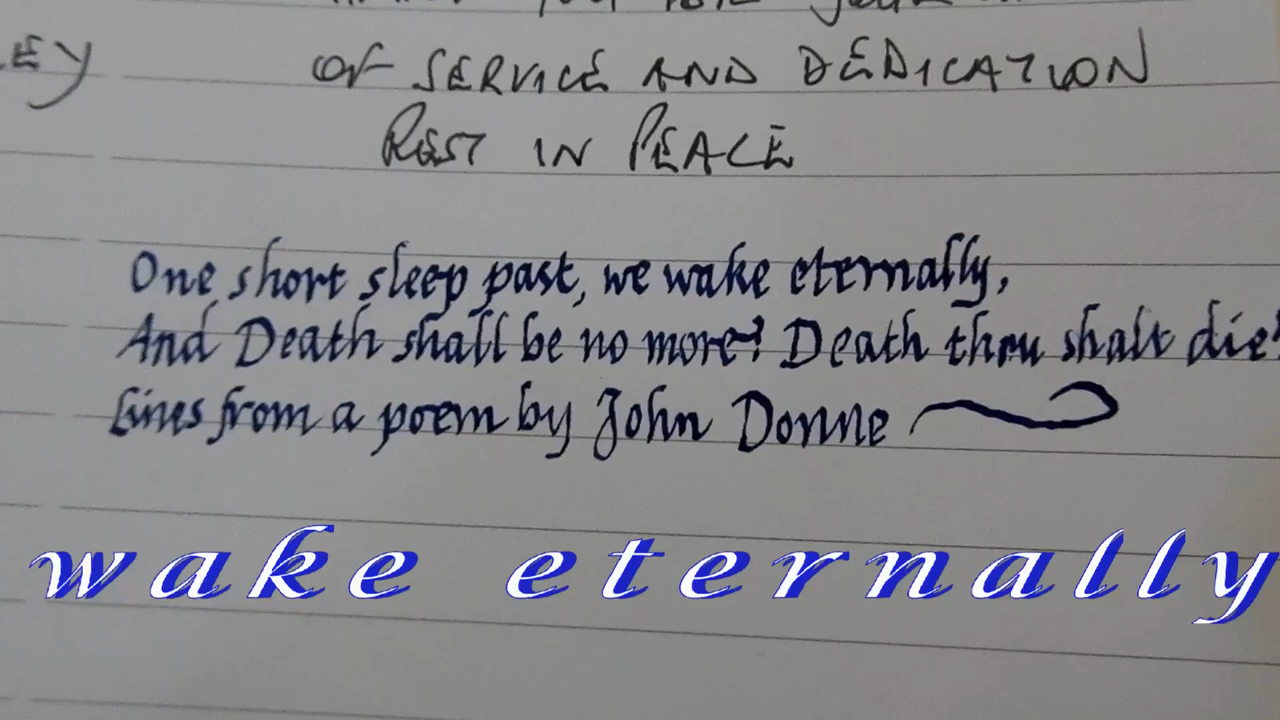 EY OF SERVICE AND DEDICATION
REST IN PEACE
One short sleep past, we wake eternally,
And Death shall be no more? Death thou shalt die!
Lines from a poem by John Donne
wake eternally